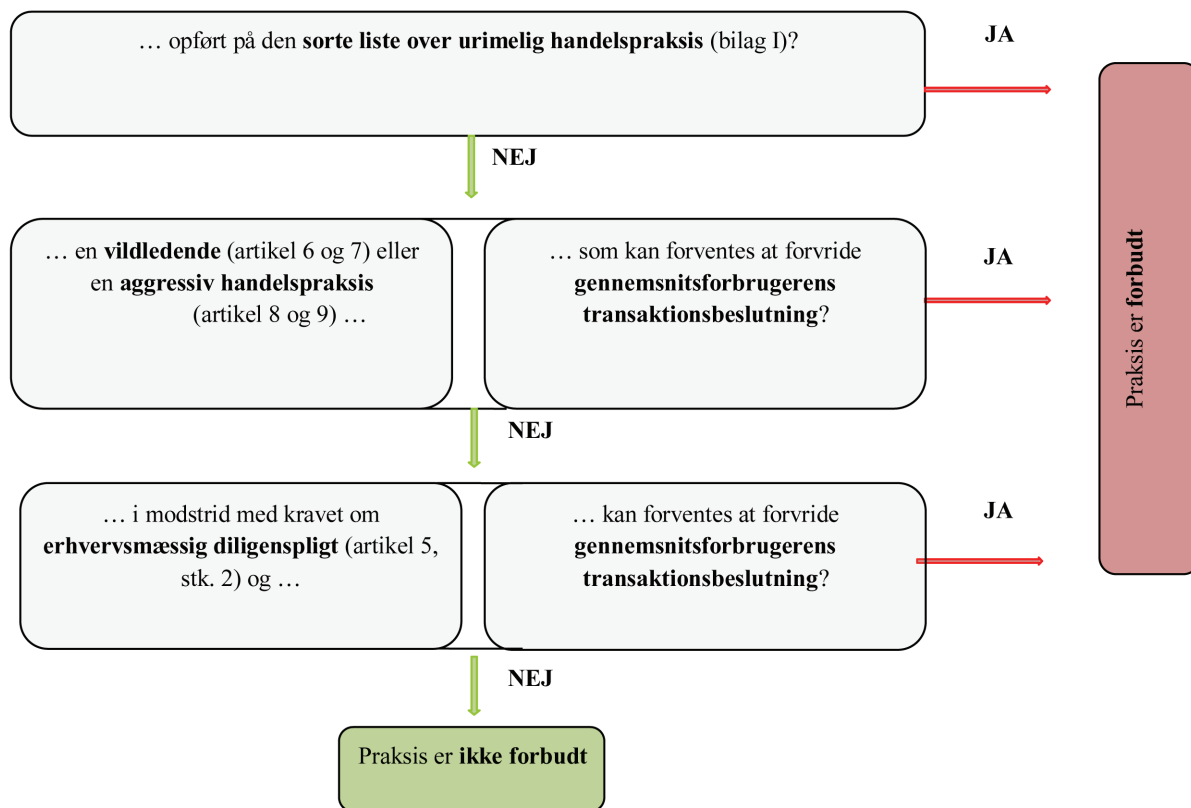 … opført på den sorte liste over urimelig handelspraksis (bilag I)?
JA
NEJ
… en vildledende (artikel 6 og 7) eller
en aggressiv handelspraksis
(artikel 8 og 9) …
… som kan forventes at forvride
gennemsnitsforbrugerens
transaktionsbeslutning?
JA
Praksis er forbudt
NEJ
… i modstrid med kravet om
erhvervsmæssig diligenspligt (artikel 5,
stk. 2) og …
… kan forventes at forvride
gennemsnitsforbrugerens
transaktionsbeslutning?
JA
NEJ
Praksis er ikke forbudt